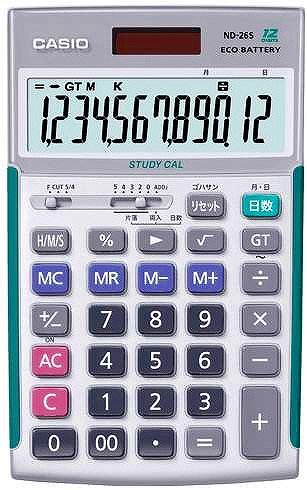 CASIO ND-26S 12 DIGITS
ECO BATTERY
月 日
= − GT M K
1,234,567,890.12
STUDY CAL
F CUT 5/4 5 4 3 2 0 ADD2 ゴハサン 月・日
片落 両入 日数 リセット 日数
H/M/S % ▶ √ GT
MC MR M− M+ ÷
+/− 7 8 9 ×
ON
AC 4 5 6 −
C 1 2 3 +
0 00 · =